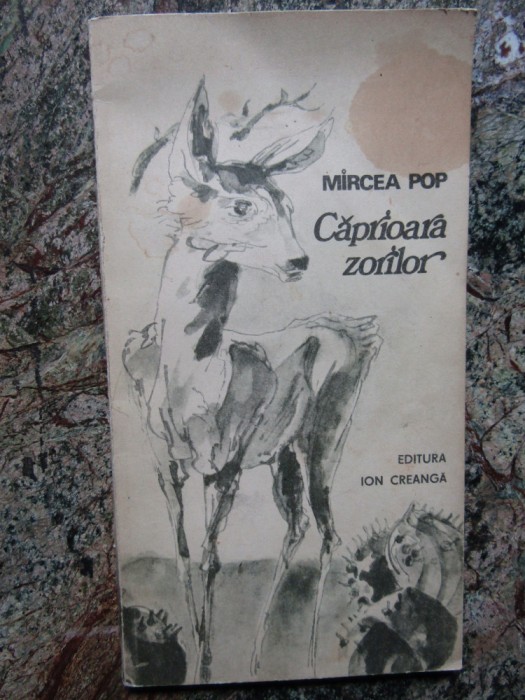 MIRCEA POP
Căprioara
zorilor
EDITURA
ION CREANGĂ